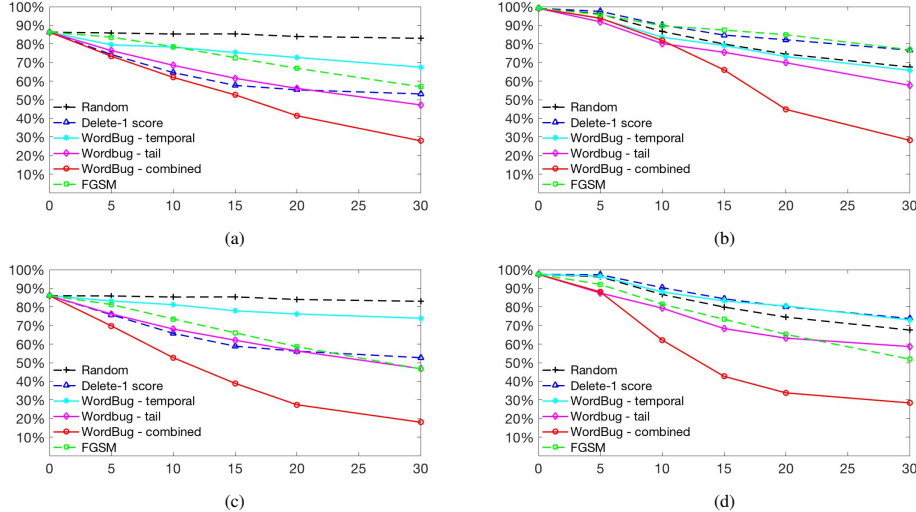 100%
90%
80%
70%
60%
50%
40%
30%
20%
10%
Random
Delete-1 score
WordBug - temporal
Wordbug - tail
WordBug - combined
FGSM
0 5 10 15 20 25 30
(a)
100%
90%
80%
70%
60%
50%
40%
30%
20%
10%
Random
Delete-1 score
WordBug - temporal
Wordbug - tail
WordBug - combined
FGSM
0 5 10 15 20 25 30
(b)
100%
90%
80%
70%
60%
50%
40%
30%
20%
10%
Random
Delete-1 score
WordBug - temporal
Wordbug - tail
WordBug - combined
FGSM
0 5 10 15 20 25 30
(c)
100%
90%
80%
70%
60%
50%
40%
30%
20%
10%
Random
Delete-1 score
WordBug - temporal
Wordbug - tail
WordBug - combined
FGSM
0 5 10 15 20 25 30
(d)